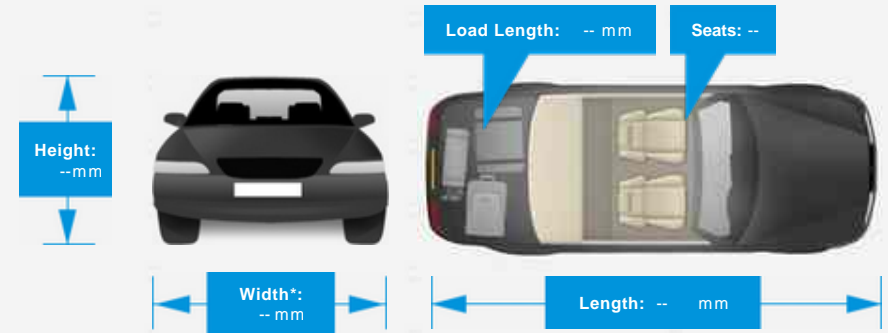 Load Length: -- mm
Seats: --
Height:
--mm
Width*:
-- mm
Length: -- mm